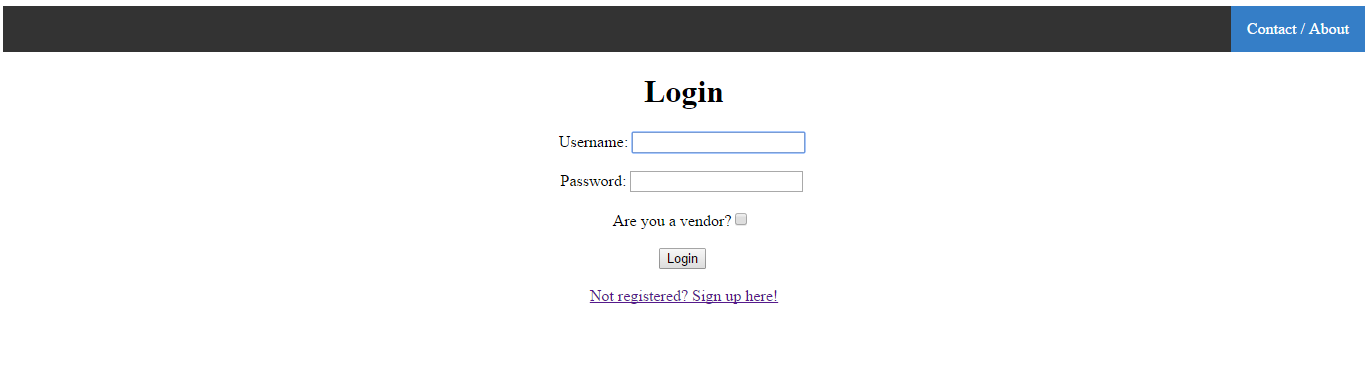 Contact / About
Login
Username:
Password:
Are you a vendor?
Login
Not registered? Sign up here!